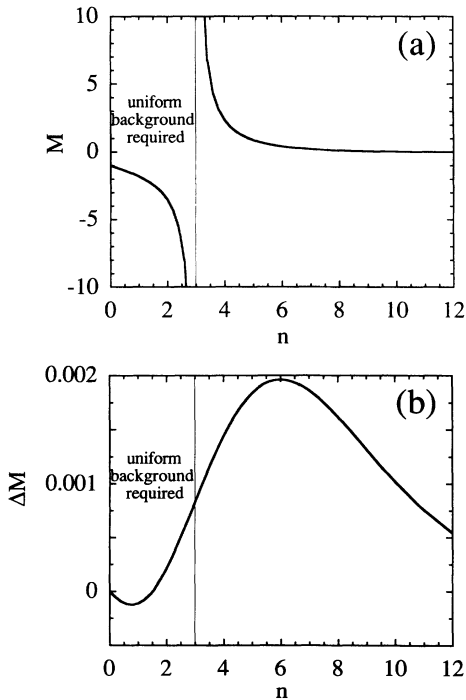 10
(a)
5
uniform
background
required
M
0
-5
-10
0 2 4 6 8 10 12
n
0.002
(b)
uniform
background
required
0.001
ΔM
0
0 2 4 6 8 10 12
n